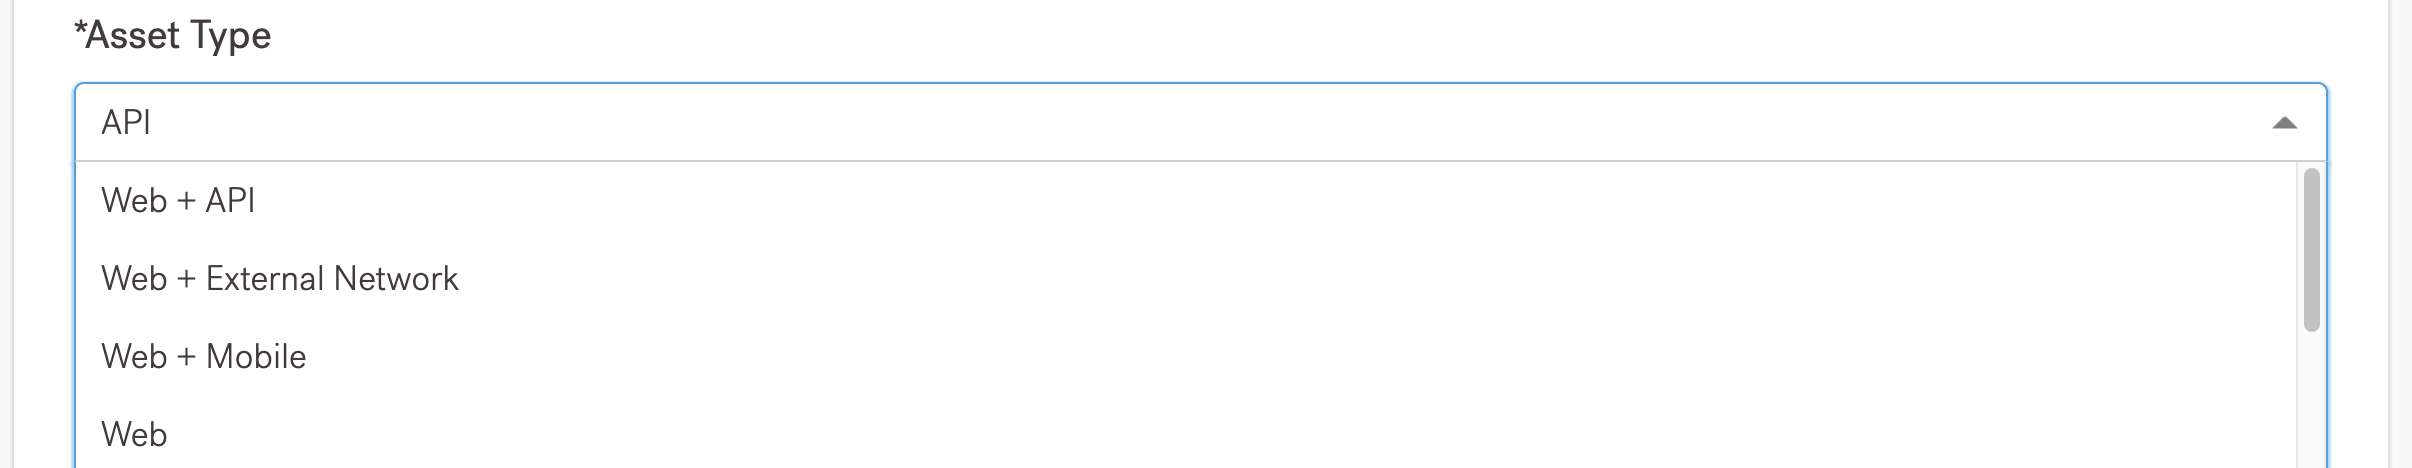 *Asset Type
API
Web + API
Web + External Network
Web + Mobile
Web